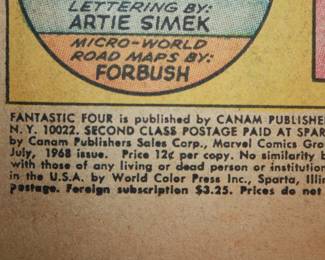 LETTERING BY:
ARTIE SIMEK
MICRO-WORLD
ROAD MAPS BY:
FORBUSH
FANTASTIC FOUR is published by CANAM PUBLISHE
N.Y. 10022. SECOND CLASS POSTAGE PAID AT SPAR
by Canam Publishers Sales Corp., Marvel Comics Gro
July, 1968 issue. Price 12¢ per copy. No similarity b
with those of any living or dead person or institution
in the U.S.A. by World Color Press Inc., Sparta, Illi
postage. Foreign subscription $3.25. Prices do not